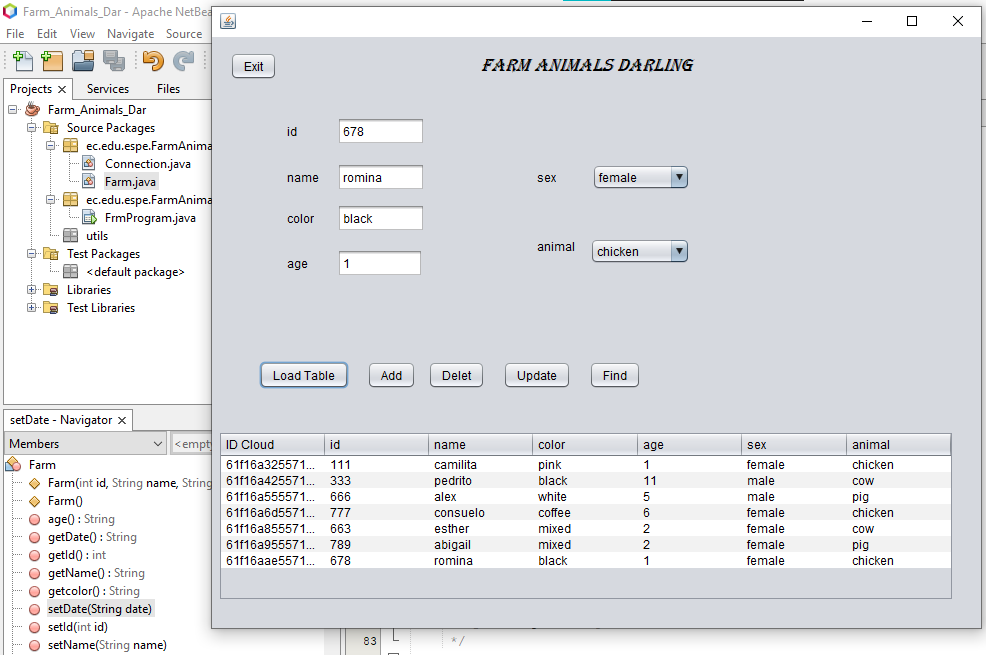 Farm_Animals_Dar - Apache NetBea
File Edit View Navigate Source
Projects Services Files
Farm_Animals_Dar
Source Packages
ec.edu.espe.FarmAnima
Connection.java
Farm.java
ec.edu.espe.FarmAnima
FrmProgram.java
utils
Test Packages
<default package>
Libraries
Test Libraries
setDate - Navigator
Members <empty
Farm
Farm(int id, String name, String
Farm()
age() : String
getDate() : String
getId() : int
getName() : String
getcolor() : String
setDate(String date)
setId(int id)
setName(String name)
Exit FARM ANIMALS DARLING
id 678
name romina sex female
color black
animal chicken
age 1
Load Table Add Delet Update Find
ID Cloud id name color age sex animal
61f16a325571... 111 camilita pink 1 female chicken
61f16a425571... 333 pedrito black 11 male cow
61f16a555571... 666 alex white 5 male pig
61f16a6d5571... 777 consuelo coffee 6 female chicken
61f16a855571... 663 esther mixed 2 female cow
61f16a955571... 789 abigail mixed 2 female pig
61f16aae5571... 678 romina black 1 female chicken
83 */